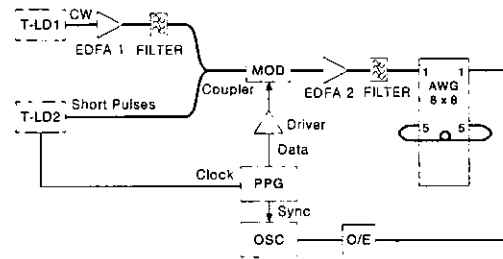 T-LD1
CW
EDFA 1 FILTER
Coupler
MOD
EDFA 2 FILTER
1 1
AWG
8 x 8
5 5
T-LD2
Short Pulses
Driver
Data
Clock
PPG
Sync
OSC
O/E